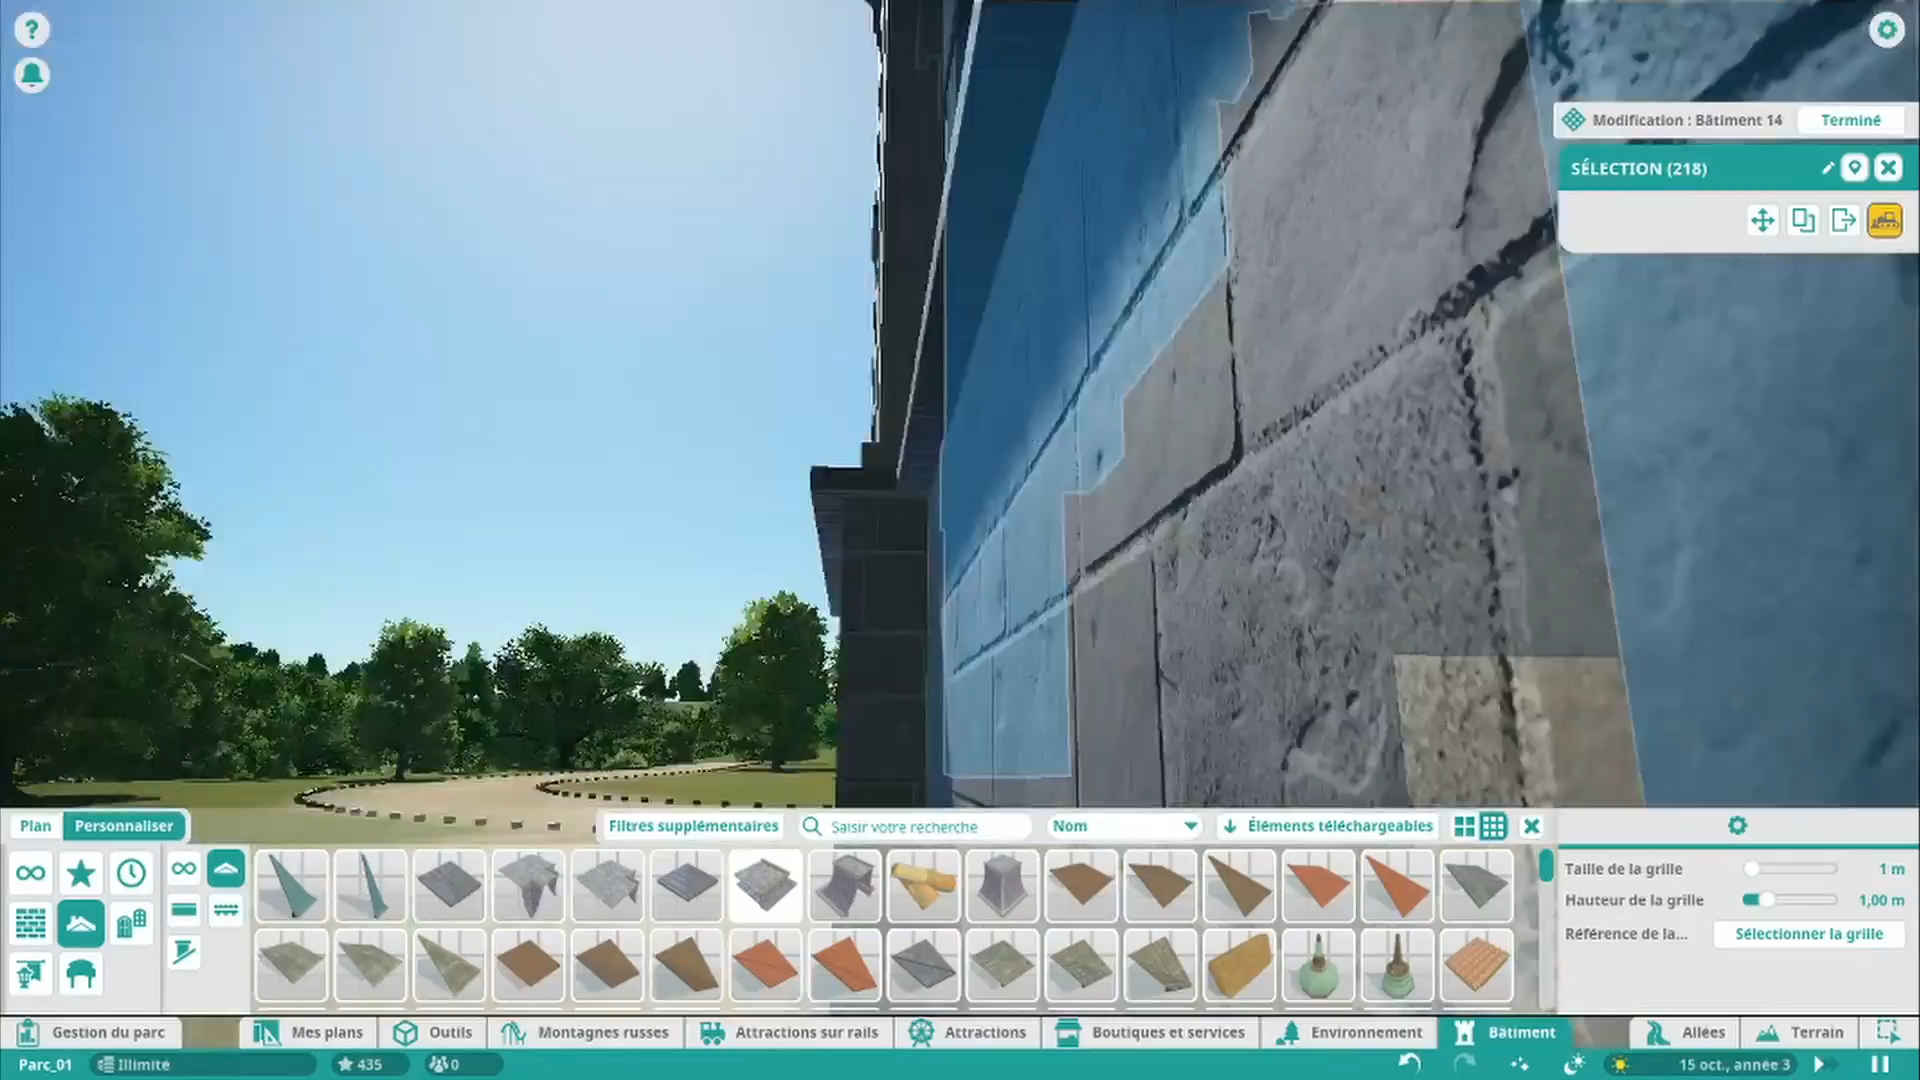 ?
Modification : Bâtiment 14
Terminé
SÉLECTION (218)
Plan
Personnaliser
Filtres supplémentaires
Saisir votre recherche
Nom
Éléments téléchargeables
Taille de la grille
1 m
Hauteur de la grille
1,00 m
Référence de la...
Sélectionner la grille
Gestion du parc
Mes plans
Outils
Montagnes russes
Attractions sur rails
Attractions
Boutiques et services
Environnement
Bâtiment
Allées
Terrain
Parc_01
Illimité
435
0
15 oct., année 3